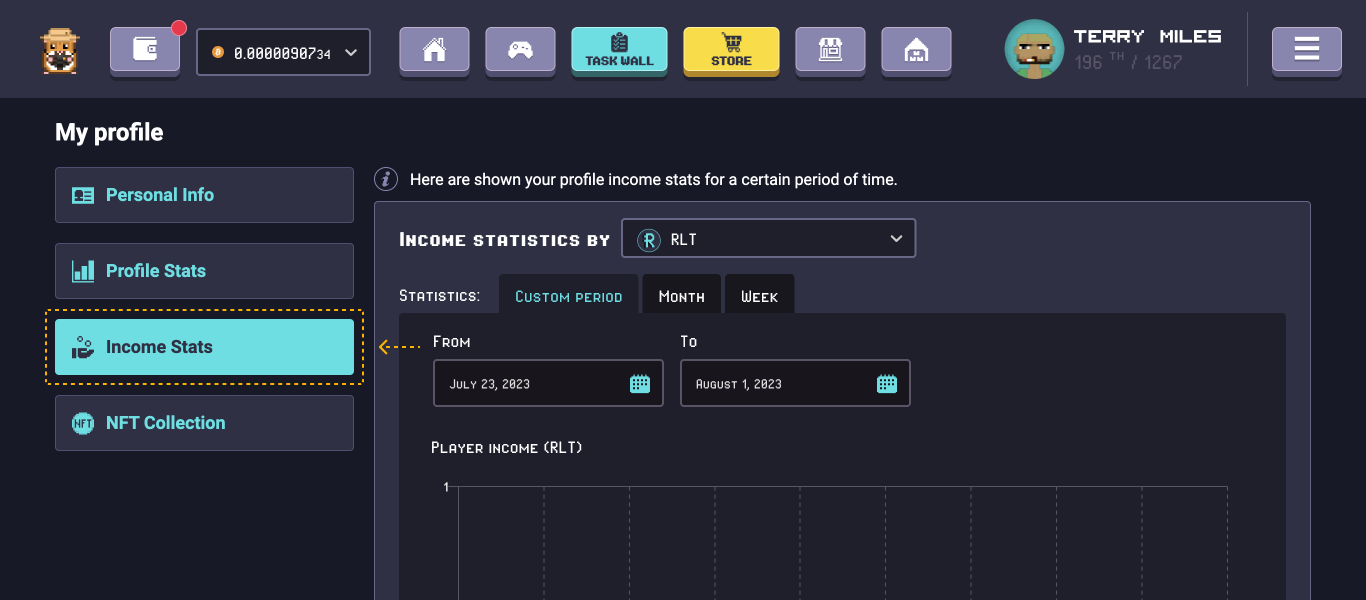 0.0000090734
TASK WALL
STORE
TERRY MILES
196 TH / 1267
My profile
Personal Info
Profile Stats
Income Stats
NFT
NFT Collection
Here are shown your profile income stats for a certain period of time.
INCOME STATISTICS BY
RLT
STATISTICS:
CUSTOM PERIOD
MONTH
WEEK
FROM
TO
JULY 23, 2023
AUGUST 1, 2023
PLAYER INCOME (RLT)
1